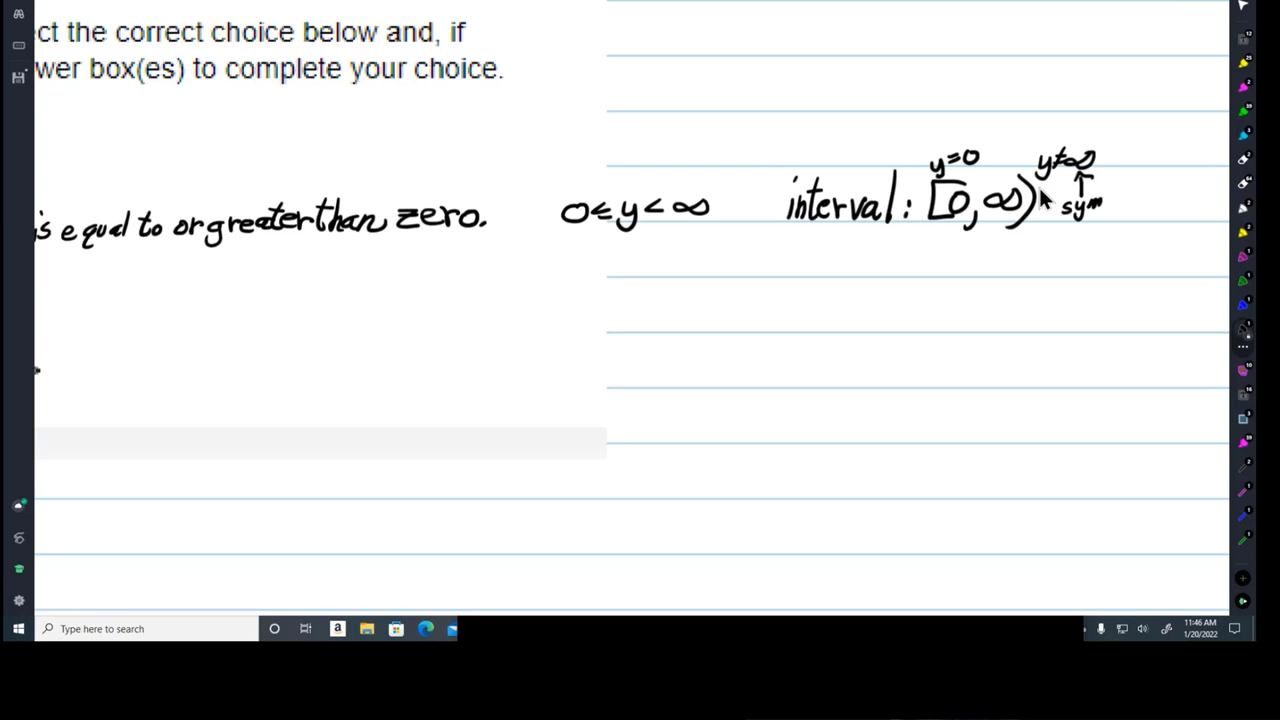 ct the correct choice below and, if
wer box(es) to complete your choice.
y=0 y≠∞
is equal to or greater than zero. 0≤y<∞ interval: [0,∞) sym
Type here to search
11:46 AM
1/20/2022